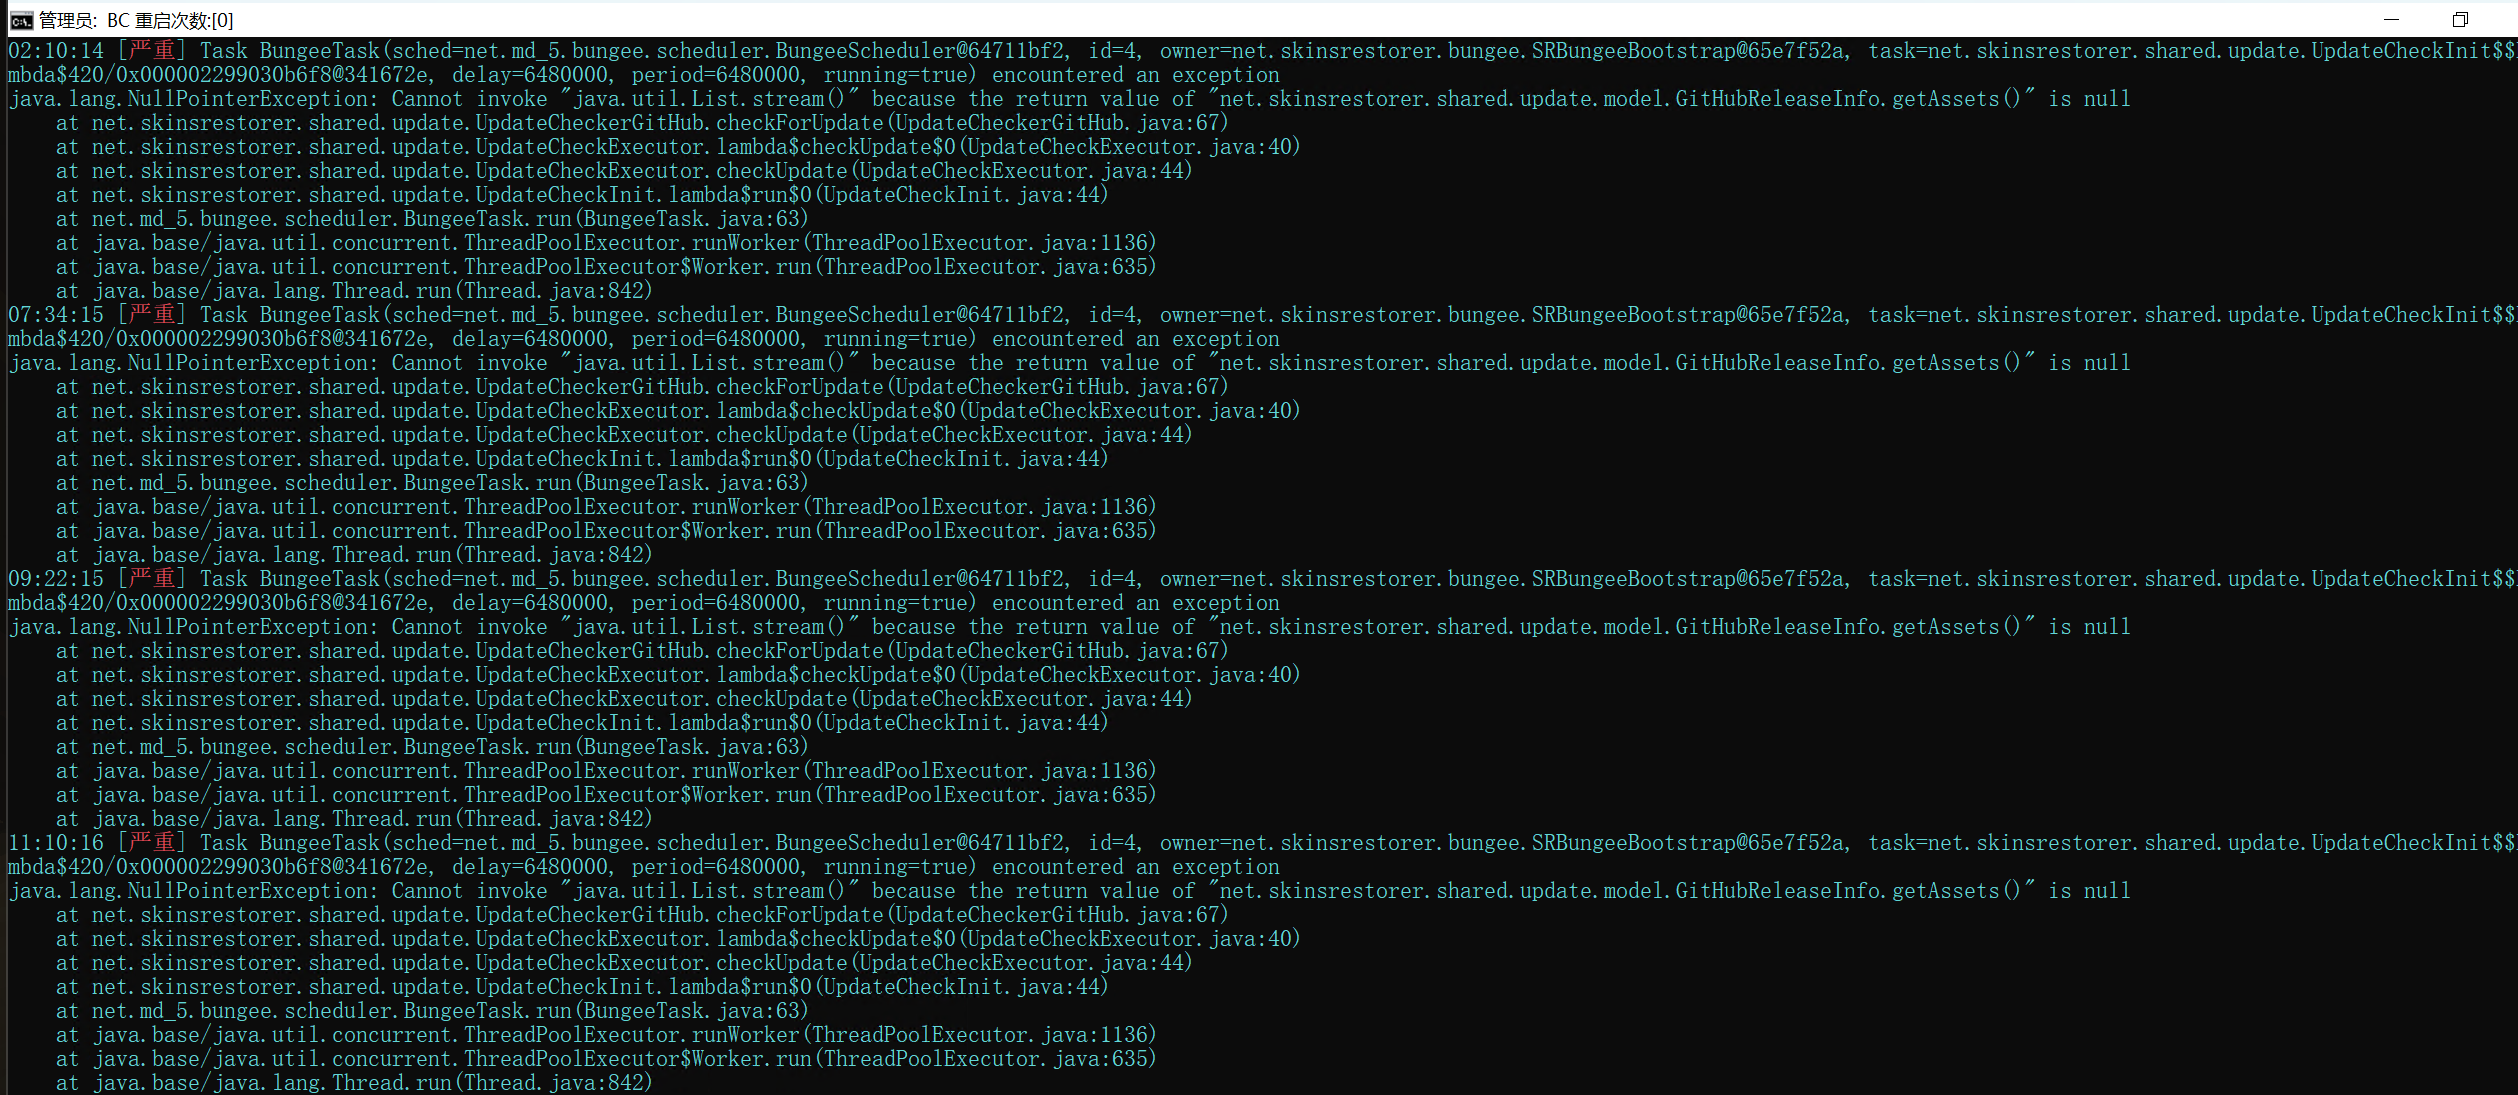 管理员: BC 重启次数:[0]
02:10:14 [严重] Task BungeeTask(sched=net.md_5.bungee.scheduler.BungeeScheduler@64711bf2, id=4, owner=net.skinsrestorer.bungee.SRBungeeBootstrap@65e7f52a, task=net.skinsrestorer.shared.update.UpdateCheckInit$$
mbda$420/0x000002299030b6f8@341672e, delay=6480000, period=6480000, running=true) encountered an exception
java.lang.NullPointerException: Cannot invoke "java.util.List.stream()" because the return value of "net.skinsrestorer.shared.update.model.GitHubReleaseInfo.getAssets()" is null
at net.skinsrestorer.shared.update.UpdateCheckerGitHub.checkForUpdate(UpdateCheckerGitHub.java:67)
at net.skinsrestorer.shared.update.UpdateCheckExecutor.lambda$checkUpdate$0(UpdateCheckExecutor.java:40)
at net.skinsrestorer.shared.update.UpdateCheckExecutor.checkUpdate(UpdateCheckExecutor.java:44)
at net.skinsrestorer.shared.update.UpdateCheckInit.lambda$run$0(UpdateCheckInit.java:44)
at net.md_5.bungee.scheduler.BungeeTask.run(BungeeTask.java:63)
at java.base/java.util.concurrent.ThreadPoolExecutor.runWorker(ThreadPoolExecutor.java:1136)
at java.base/java.util.concurrent.ThreadPoolExecutor$Worker.run(ThreadPoolExecutor.java:635)
at java.base/java.lang.Thread.run(Thread.java:842)
07:34:15 [严重] Task BungeeTask(sched=net.md_5.bungee.scheduler.BungeeScheduler@64711bf2, id=4, owner=net.skinsrestorer.bungee.SRBungeeBootstrap@65e7f52a, task=net.skinsrestorer.shared.update.UpdateCheckInit$$
mbda$420/0x000002299030b6f8@341672e, delay=6480000, period=6480000, running=true) encountered an exception
java.lang.NullPointerException: Cannot invoke "java.util.List.stream()" because the return value of "net.skinsrestorer.shared.update.model.GitHubReleaseInfo.getAssets()" is null
at net.skinsrestorer.shared.update.UpdateCheckerGitHub.checkForUpdate(UpdateCheckerGitHub.java:67)
at net.skinsrestorer.shared.update.UpdateCheckExecutor.lambda$checkUpdate$0(UpdateCheckExecutor.java:40)
at net.skinsrestorer.shared.update.UpdateCheckExecutor.checkUpdate(UpdateCheckExecutor.java:44)
at net.skinsrestorer.shared.update.UpdateCheckInit.lambda$run$0(UpdateCheckInit.java:44)
at net.md_5.bungee.scheduler.BungeeTask.run(BungeeTask.java:63)
at java.base/java.util.concurrent.ThreadPoolExecutor.runWorker(ThreadPoolExecutor.java:1136)
at java.base/java.util.concurrent.ThreadPoolExecutor$Worker.run(ThreadPoolExecutor.java:635)
at java.base/java.lang.Thread.run(Thread.java:842)
09:22:15 [严重] Task BungeeTask(sched=net.md_5.bungee.scheduler.BungeeScheduler@64711bf2, id=4, owner=net.skinsrestorer.bungee.SRBungeeBootstrap@65e7f52a, task=net.skinsrestorer.shared.update.UpdateCheckInit$$
mbda$420/0x000002299030b6f8@341672e, delay=6480000, period=6480000, running=true) encountered an exception
java.lang.NullPointerException: Cannot invoke "java.util.List.stream()" because the return value of "net.skinsrestorer.shared.update.model.GitHubReleaseInfo.getAssets()" is null
at net.skinsrestorer.shared.update.UpdateCheckerGitHub.checkForUpdate(UpdateCheckerGitHub.java:67)
at net.skinsrestorer.shared.update.UpdateCheckExecutor.lambda$checkUpdate$0(UpdateCheckExecutor.java:40)
at net.skinsrestorer.shared.update.UpdateCheckExecutor.checkUpdate(UpdateCheckExecutor.java:44)
at net.skinsrestorer.shared.update.UpdateCheckInit.lambda$run$0(UpdateCheckInit.java:44)
at net.md_5.bungee.scheduler.BungeeTask.run(BungeeTask.java:63)
at java.base/java.util.concurrent.ThreadPoolExecutor.runWorker(ThreadPoolExecutor.java:1136)
at java.base/java.util.concurrent.ThreadPoolExecutor$Worker.run(ThreadPoolExecutor.java:635)
at java.base/java.lang.Thread.run(Thread.java:842)
11:10:16 [严重] Task BungeeTask(sched=net.md_5.bungee.scheduler.BungeeScheduler@64711bf2, id=4, owner=net.skinsrestorer.bungee.SRBungeeBootstrap@65e7f52a, task=net.skinsrestorer.shared.update.UpdateCheckInit$$
mbda$420/0x000002299030b6f8@341672e, delay=6480000, period=6480000, running=true) encountered an exception
java.lang.NullPointerException: Cannot invoke "java.util.List.stream()" because the return value of "net.skinsrestorer.shared.update.model.GitHubReleaseInfo.getAssets()" is null
at net.skinsrestorer.shared.update.UpdateCheckerGitHub.checkForUpdate(UpdateCheckerGitHub.java:67)
at net.skinsrestorer.shared.update.UpdateCheckExecutor.lambda$checkUpdate$0(UpdateCheckExecutor.java:40)
at net.skinsrestorer.shared.update.UpdateCheckExecutor.checkUpdate(UpdateCheckExecutor.java:44)
at net.skinsrestorer.shared.update.UpdateCheckInit.lambda$run$0(UpdateCheckInit.java:44)
at net.md_5.bungee.scheduler.BungeeTask.run(BungeeTask.java:63)
at java.base/java.util.concurrent.ThreadPoolExecutor.runWorker(ThreadPoolExecutor.java:1136)
at java.base/java.util.concurrent.ThreadPoolExecutor$Worker.run(ThreadPoolExecutor.java:635)
at java.base/java.lang.Thread.run(Thread.java:842)